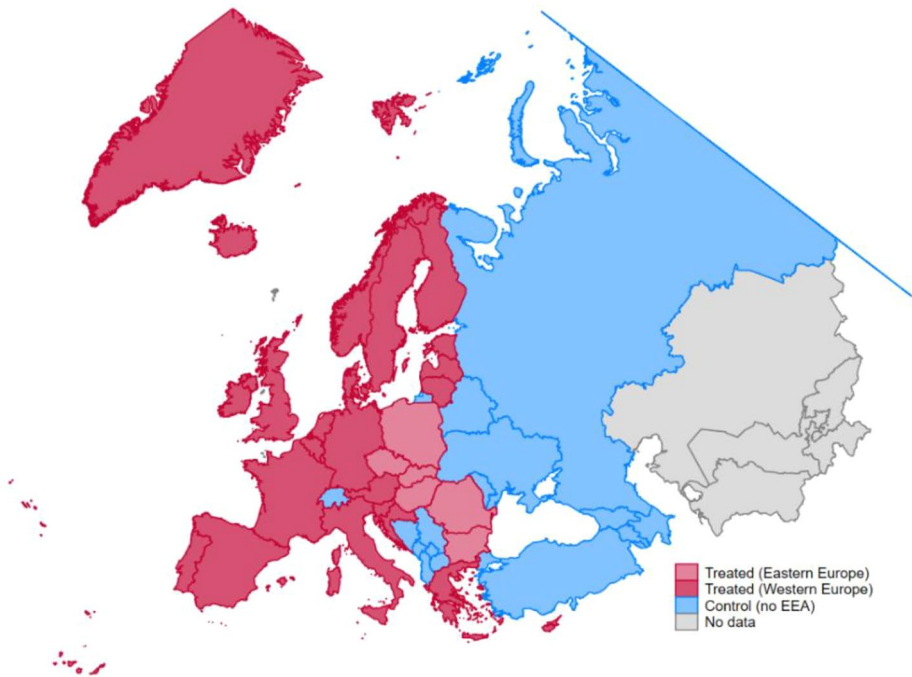 Treated (Eastern Europe)
Treated (Western Europe)
Control (no EEA)
No data